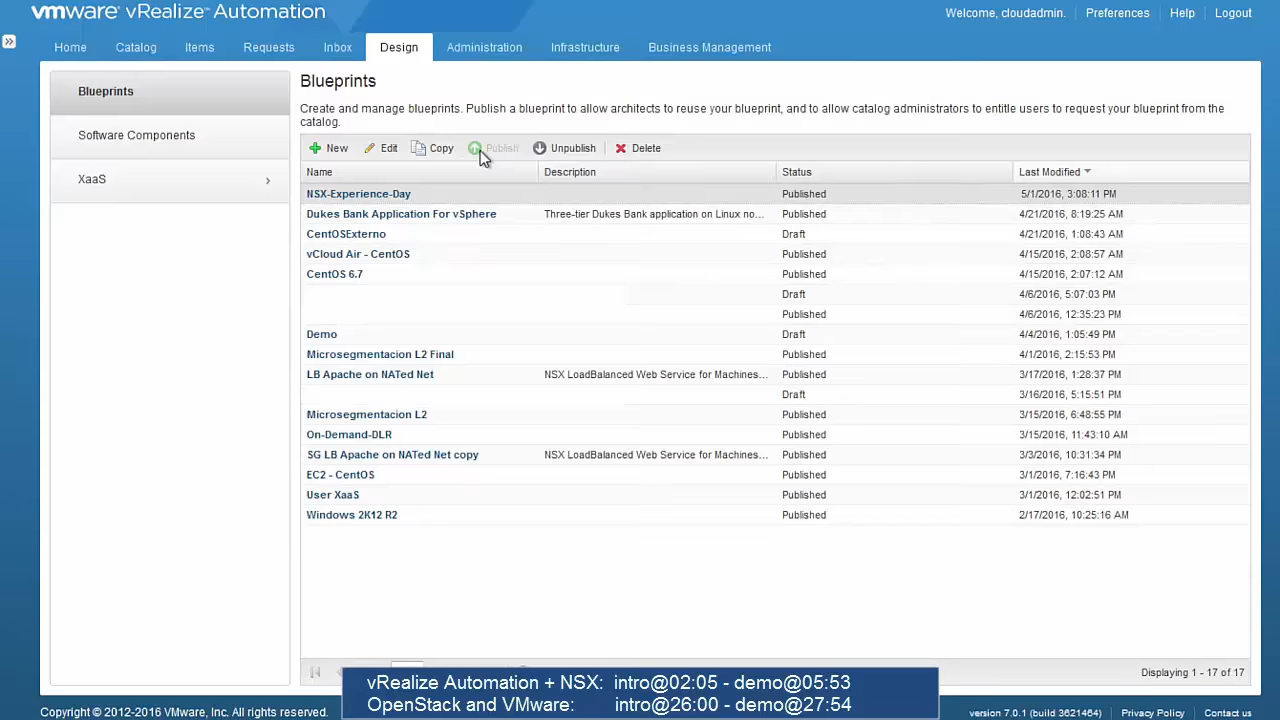 vmware vRealize™ Automation
Welcome, cloudadmin. Preferences Help Logout
Home Catalog Items Requests Inbox Design Administration Infrastructure Business Management
Blueprints
Software Components
XaaS
Blueprints
Create and manage blueprints. Publish a blueprint to allow architects to reuse your blueprint, and to allow catalog administrators to entitle users to request your blueprint from the
catalog.
New Edit Copy Publish Unpublish Delete
Name Description Status Last Modified
NSX-Experience-Day Published 5/1/2016, 3:08:11 PM
Dukes Bank Application For vSphere Three-tier Dukes Bank application on Linux no... Published 4/21/2016, 8:19:25 AM
CentOSExterno Draft 4/21/2016, 1:08:43 AM
vCloud Air - CentOS Published 4/15/2016, 2:08:57 AM
CentOS 6.7 Published 4/15/2016, 2:07:12 AM
Draft 4/6/2016, 5:07:03 PM
Published 4/6/2016, 12:35:23 PM
Demo Draft 4/4/2016, 1:05:49 PM
Microsegmentacion L2 Final Published 4/1/2016, 2:15:53 PM
LB Apache on NATed Net NSX LoadBalanced Web Service for Machines... Published 3/17/2016, 1:28:37 PM
Draft 3/16/2016, 5:15:51 PM
Microsegmentacion L2 Published 3/15/2016, 6:48:55 PM
On-Demand-DLR Published 3/15/2016, 11:43:10 AM
SG LB Apache on NATed Net copy NSX LoadBalanced Web Service for Machines... Published 3/3/2016, 10:31:34 PM
EC2 - CentOS Published 3/1/2016, 7:16:43 PM
User XaaS Published 3/1/2016, 12:02:51 PM
Windows 2K12 R2 Published 2/17/2016, 10:25:16 AM
Displaying 1 - 17 of 17
vRealize Automation + NSX: intro@02:05 - demo@05:53
OpenStack and VMware: intro@26:00 - demo@27:54
Copyright © 2012-2016 VMware, Inc. All rights reserved.
version 7.0.1 (build 3621464) Privacy Policy Contact us